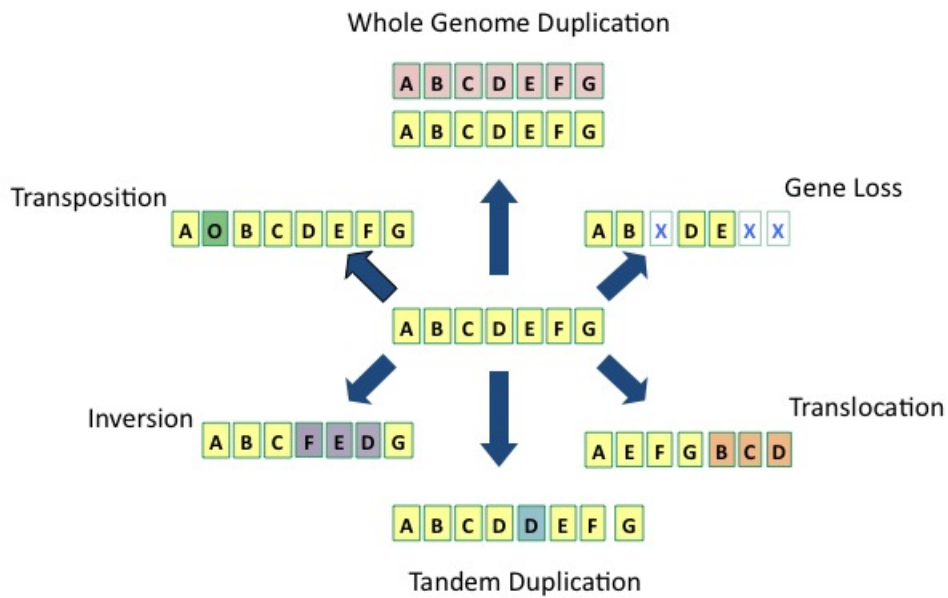 Whole Genome Duplication
A B C D E F G
A B C D E F G
Transposition
A O B C D E F G
Gene Loss
A B X D E X X
A B C D E F G
Inversion
A B C F E D G
Translocation
A E F G B C D
A B C D D E F G
Tandem Duplication